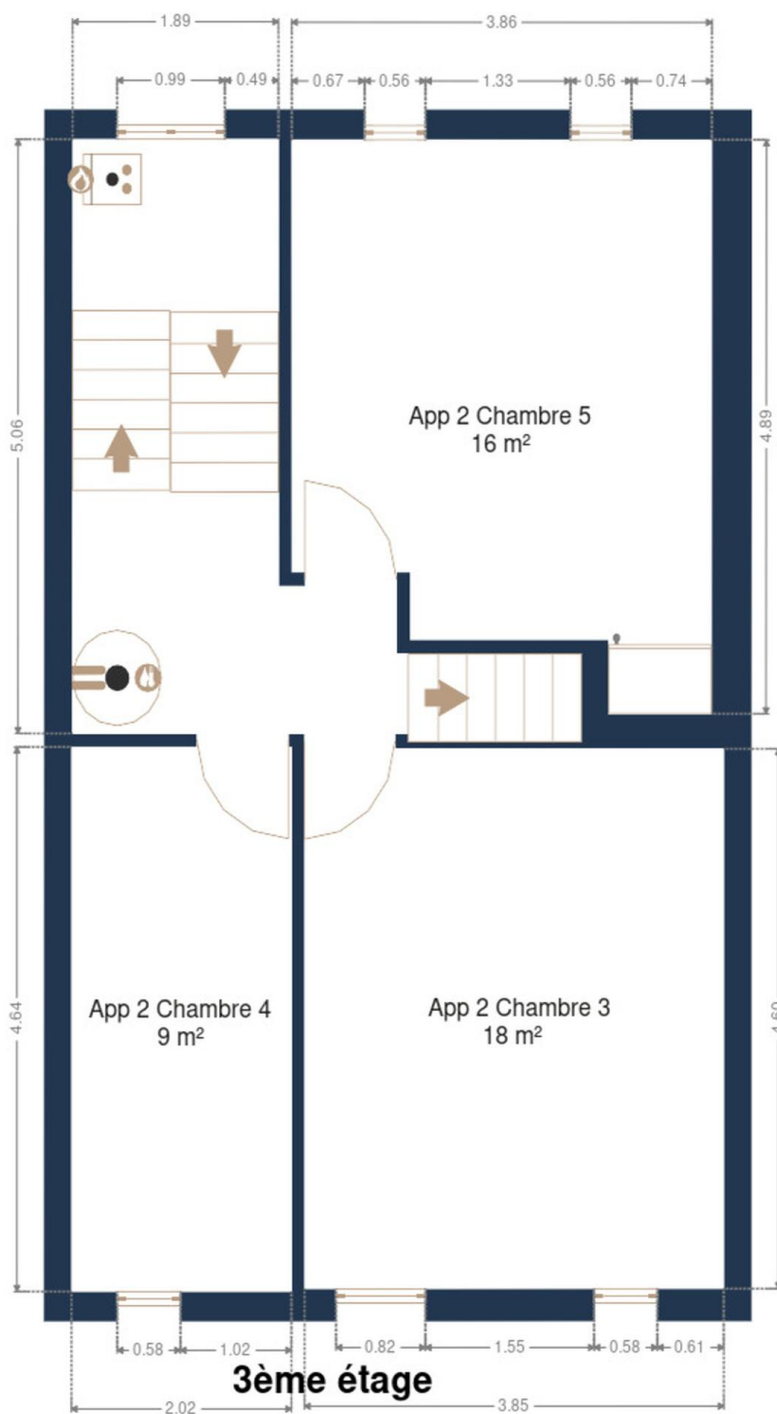 1.89 3.86
0.99 0.49 0.67 0.56 1.33 0.56 0.74
5.06
4.89
App 2 Chambre 5
16 m²
4.64
4.60
App 2 Chambre 4
9 m²
App 2 Chambre 3
18 m²
0.58 1.02 0.82 1.55 0.58 0.61
3ème étage
2.02 3.85